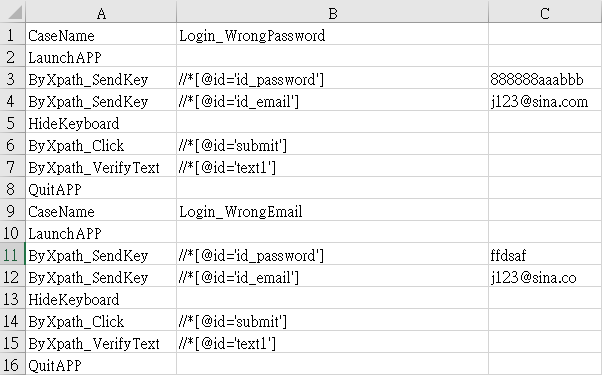 A B C
1 CaseName Login_WrongPassword
2 LaunchAPP
3 ByXpath_SendKey //*[@id='id_password'] 888888aaabbb
4 ByXpath_SendKey //*[@id='id_email'] j123@sina.com
5 HideKeyboard
6 ByXpath_Click //*[@id='submit']
7 ByXpath_VerifyText //*[@id='text1']
8 QuitAPP
9 CaseName Login_WrongEmail
10 LaunchAPP
11 ByXpath_SendKey //*[@id='id_password'] ffdsaf
12 ByXpath_SendKey //*[@id='id_email'] j123@sina.co
13 HideKeyboard
14 ByXpath_Click //*[@id='submit']
15 ByXpath_VerifyText //*[@id='text1']
16 QuitAPP